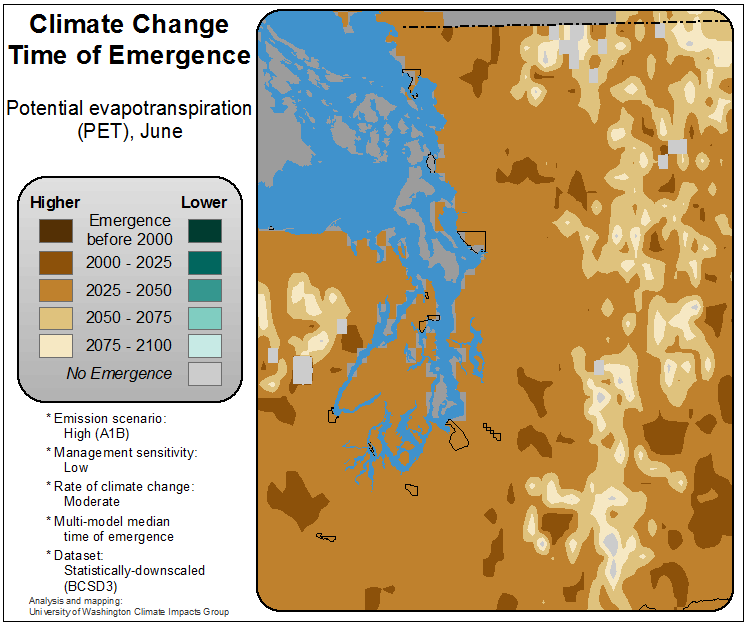 Climate Change
Time of Emergence
Potential evapotranspiration
(PET), June
Higher
Lower
Emergence
before 2000
2000 - 2025
2025 - 2050
2050 - 2075
2075 - 2100
No Emergence
* Emission scenario:
High (A1B)
* Management sensitivity:
Low
* Rate of climate change:
Moderate
* Multi-model median
time of emergence
* Dataset:
Statistically-downscaled
(BCSD3)
Analysis and mapping:
University of Washington Climate Impacts Group